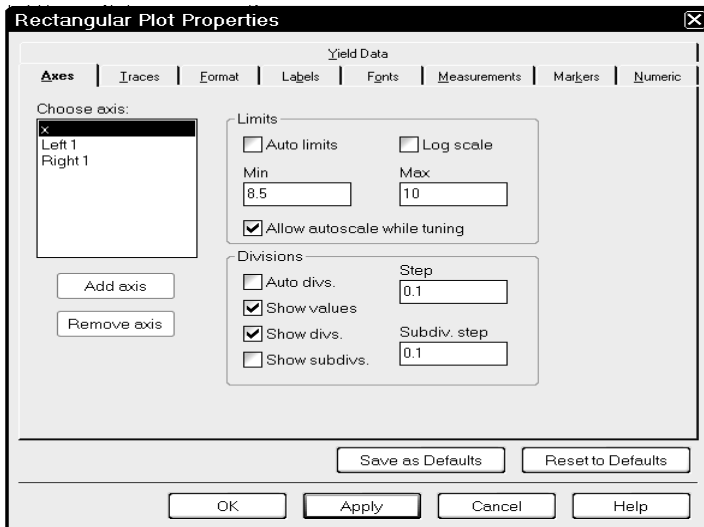 Rectangular Plot Properties
Yield Data
Axes Traces Format Labels Fonts Measurements Markers Numeric
Choose axis:
x
Left 1
Right 1
Add axis
Remove axis
Limits
Auto limits Log scale
Min Max
8.5 10
Allow autoscale while tuning
Divisions
Auto divs.
Show values
Show divs.
Show subdivs.
Step
0.1
Subdiv. step
0.1
Save as Defaults Reset to Defaults
OK Apply Cancel Help